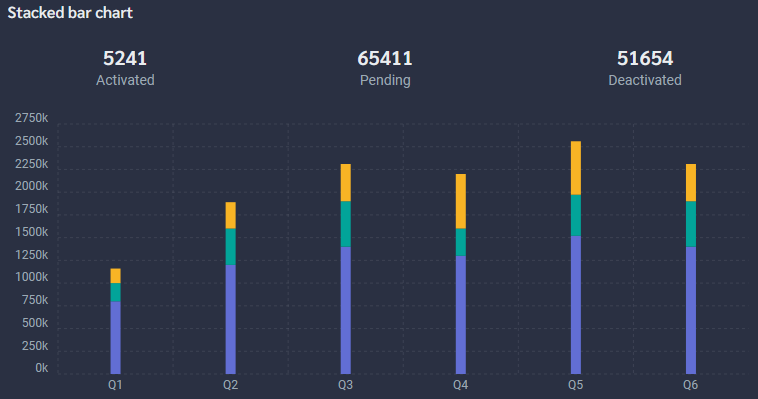 Stacked bar chart
5241 65411 51654
Activated Pending Deactivated
2750k
2500k
2250k
2000k
1750k
1500k
1250k
1000k
750k
500k
250k
0k
Q1 Q2 Q3 Q4 Q5 Q6